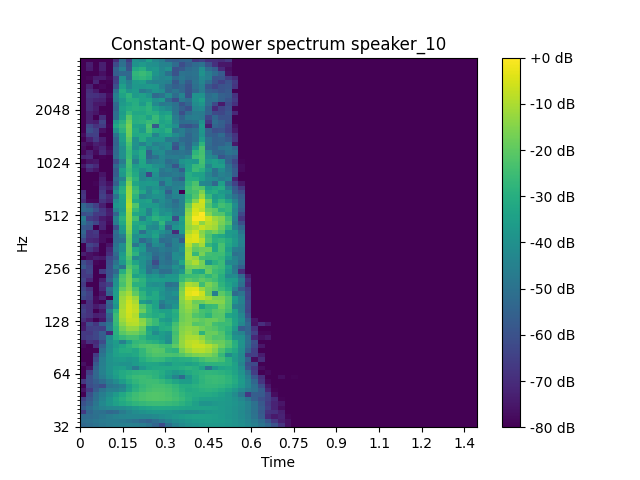 Constant-Q power spectrum speaker_10
+0 dB
-10 dB
-20 dB
-30 dB
-40 dB
-50 dB
-60 dB
-70 dB
-80 dB
Hz
2048
1024
512
256
128
64
32
0 0.15 0.3 0.45 0.6 0.75 0.9 1.1 1.2 1.4
Time